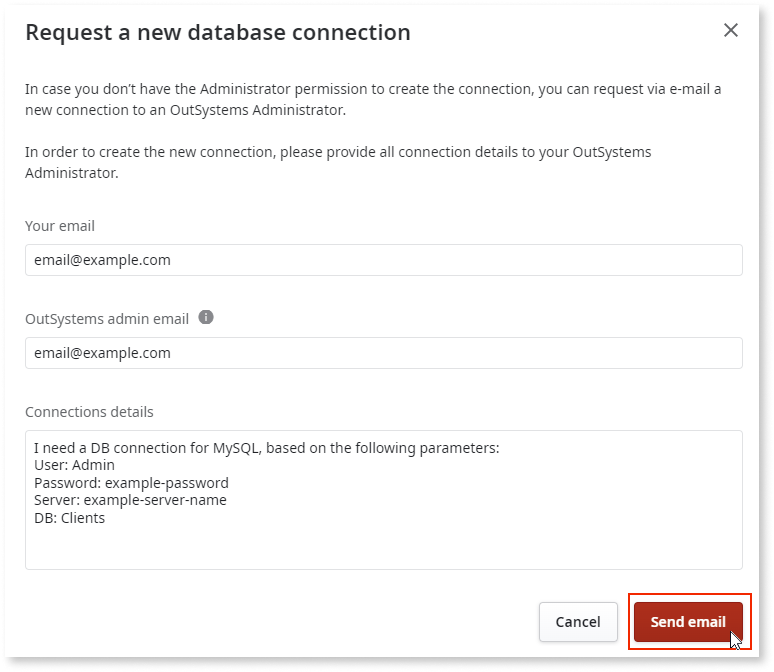 Request a new database connection
In case you don’t have the Administrator permission to create the connection, you can request via e-mail a
new connection to an OutSystems Administrator.
In order to create the new connection, please provide all connection details to your OutSystems
Administrator.
Your email
email@example.com
OutSystems admin email
email@example.com
Connections details
I need a DB connection for MySQL, based on the following parameters:
User: Admin
Password: example-password
Server: example-server-name
DB: Clients
Cancel
Send email